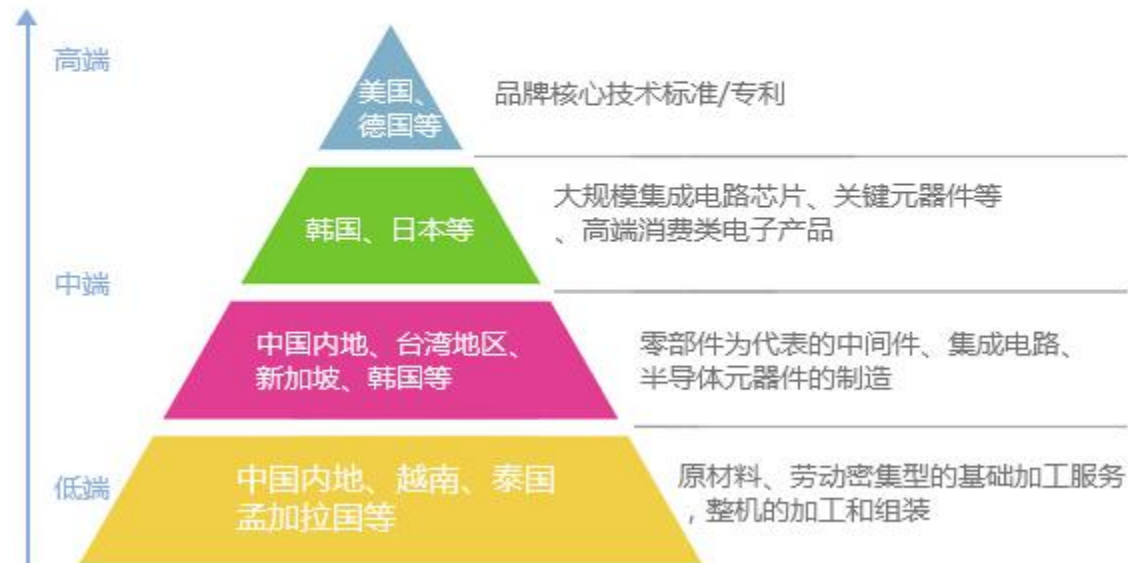 高端
美国、
德国等
品牌核心技术标准/专利
韩国、日本等
大规模集成电路芯片、关键元器件等
、高端消费类电子产品
中端
中国内地、台湾地区、
新加坡、韩国等
零部件为代表的中间件、集成电路、
半导体元器件的制造
低端
中国内地、越南、泰国
孟加拉国等
原材料、劳动密集型的基础加工服务
，整机的加工和组装